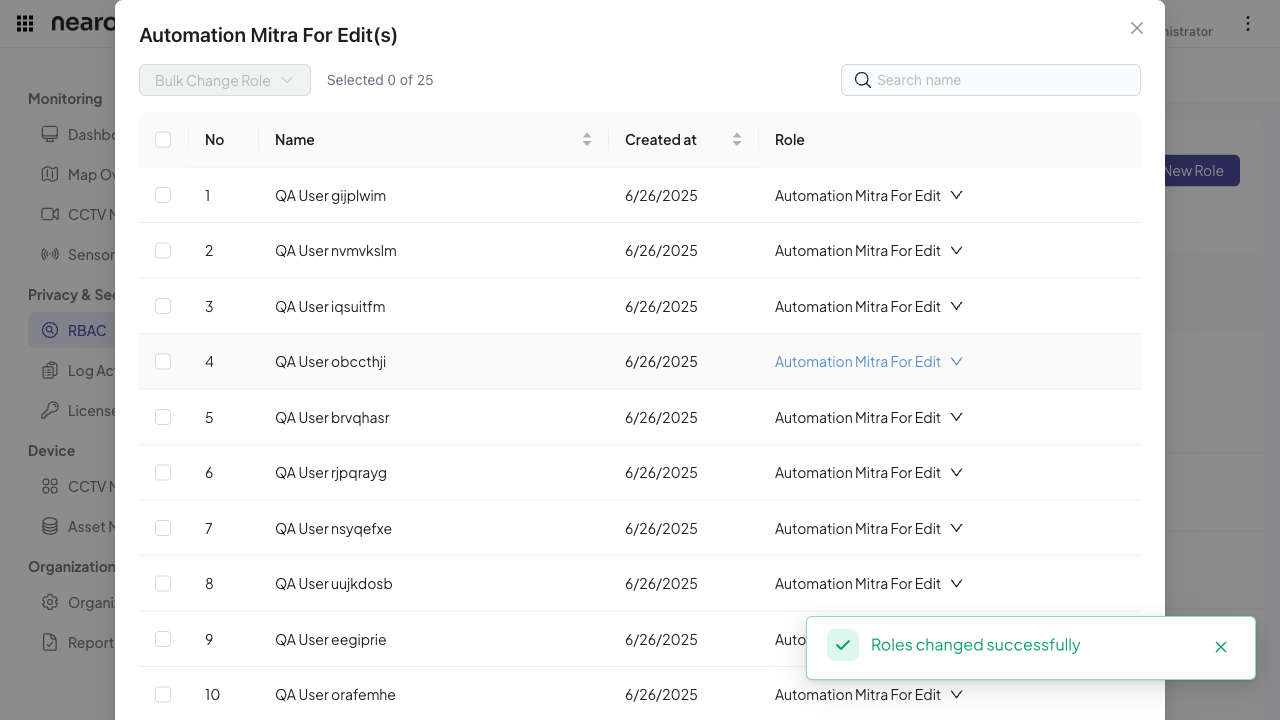 nearo
nistrator
Monitoring
Dashbo
Map Ov
CCTV M
Sensor
Privacy & Sec
RBAC
Log Act
License
Device
CCTV M
Asset M
Organization
Organiz
Report
New Role
Automation Mitra For Edit(s)
Bulk Change Role
Selected 0 of 25
Search name
No Name Created at Role
1 QA User gijplwim 6/26/2025 Automation Mitra For Edit
2 QA User nvmvkslm 6/26/2025 Automation Mitra For Edit
3 QA User iqsuitfm 6/26/2025 Automation Mitra For Edit
4 QA User obccthji 6/26/2025 Automation Mitra For Edit
5 QA User brvqhasr 6/26/2025 Automation Mitra For Edit
6 QA User rjpqrayg 6/26/2025 Automation Mitra For Edit
7 QA User nsyqefxe 6/26/2025 Automation Mitra For Edit
8 QA User uujkdosb 6/26/2025 Automation Mitra For Edit
9 QA User eegiprie 6/26/2025 Auto
10 QA User orafemhe 6/26/2025 Automation Mitra For Edit
Roles changed successfully